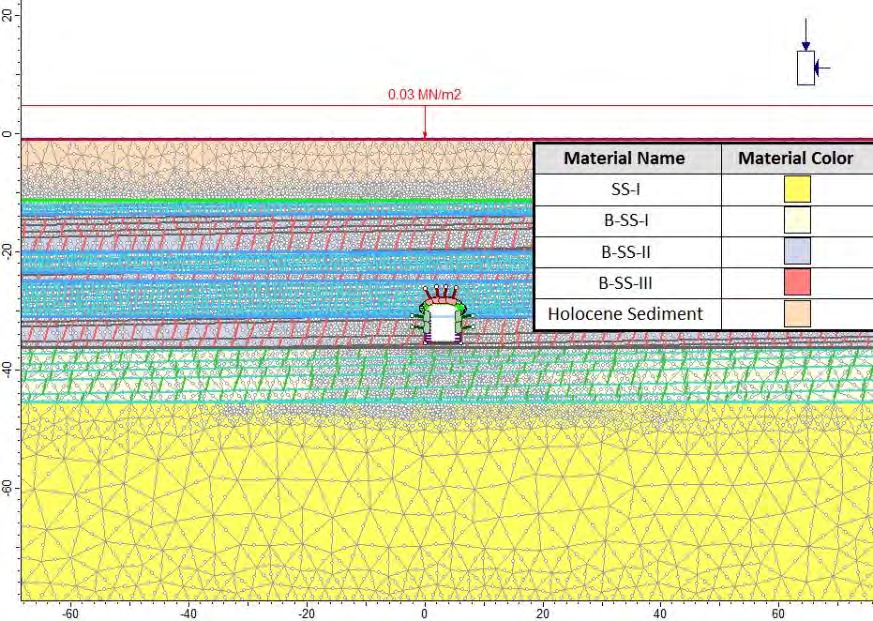 20
0.03 MN/m2
0
Material Name Material Color
SS-I
B-SS-I
-20
B-SS-II
B-SS-III
Holocene Sediment
-40
-60
-60 -40 -20 0 20 40 60